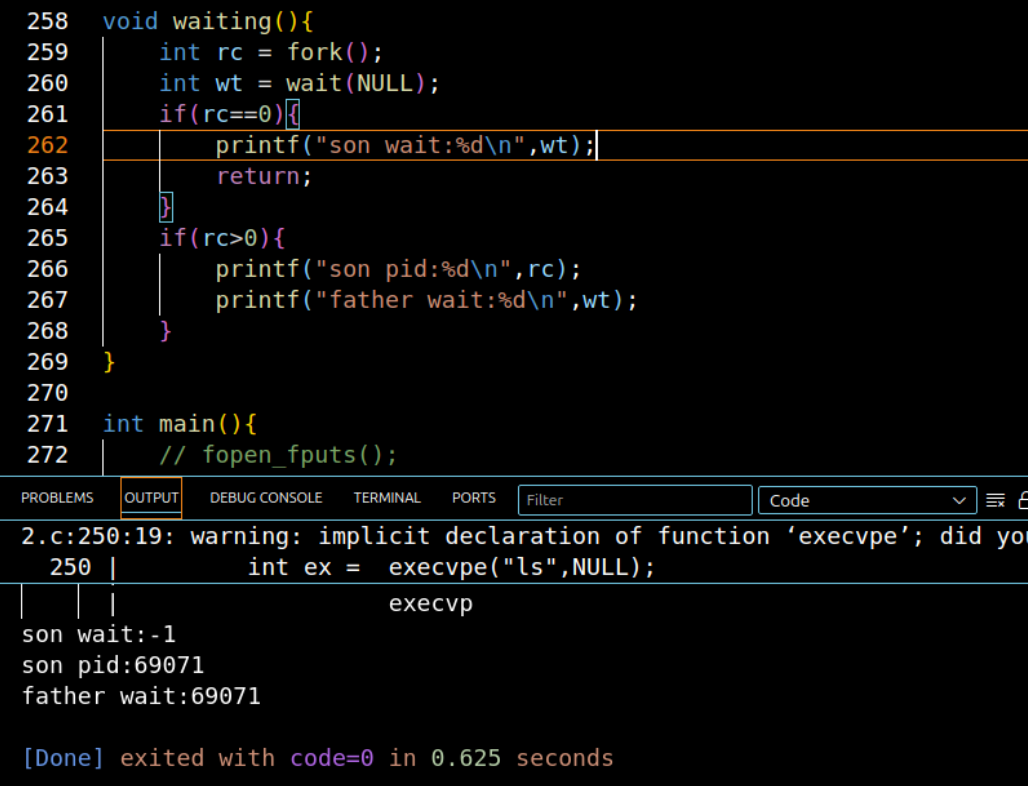 258 void waiting(){
259 int rc = fork();
260 int wt = wait(NULL);
261 if(rc==0){
262 printf("son wait:%d\n",wt);
263 return;
264 }
265 if(rc>0){
266 printf("son pid:%d\n",rc);
267 printf("father wait:%d\n",wt);
268 }
269 }
270
271 int main(){
272 // fopen_fputs();
PROBLEMS OUTPUT DEBUG CONSOLE TERMINAL PORTS Filter Code
2.c:250:19: warning: implicit declaration of function ‘execvpe’; did you
250 | int ex = execvpe("ls",NULL);
| execvp
son wait:-1
son pid:69071
father wait:69071
[Done] exited with code=0 in 0.625 seconds